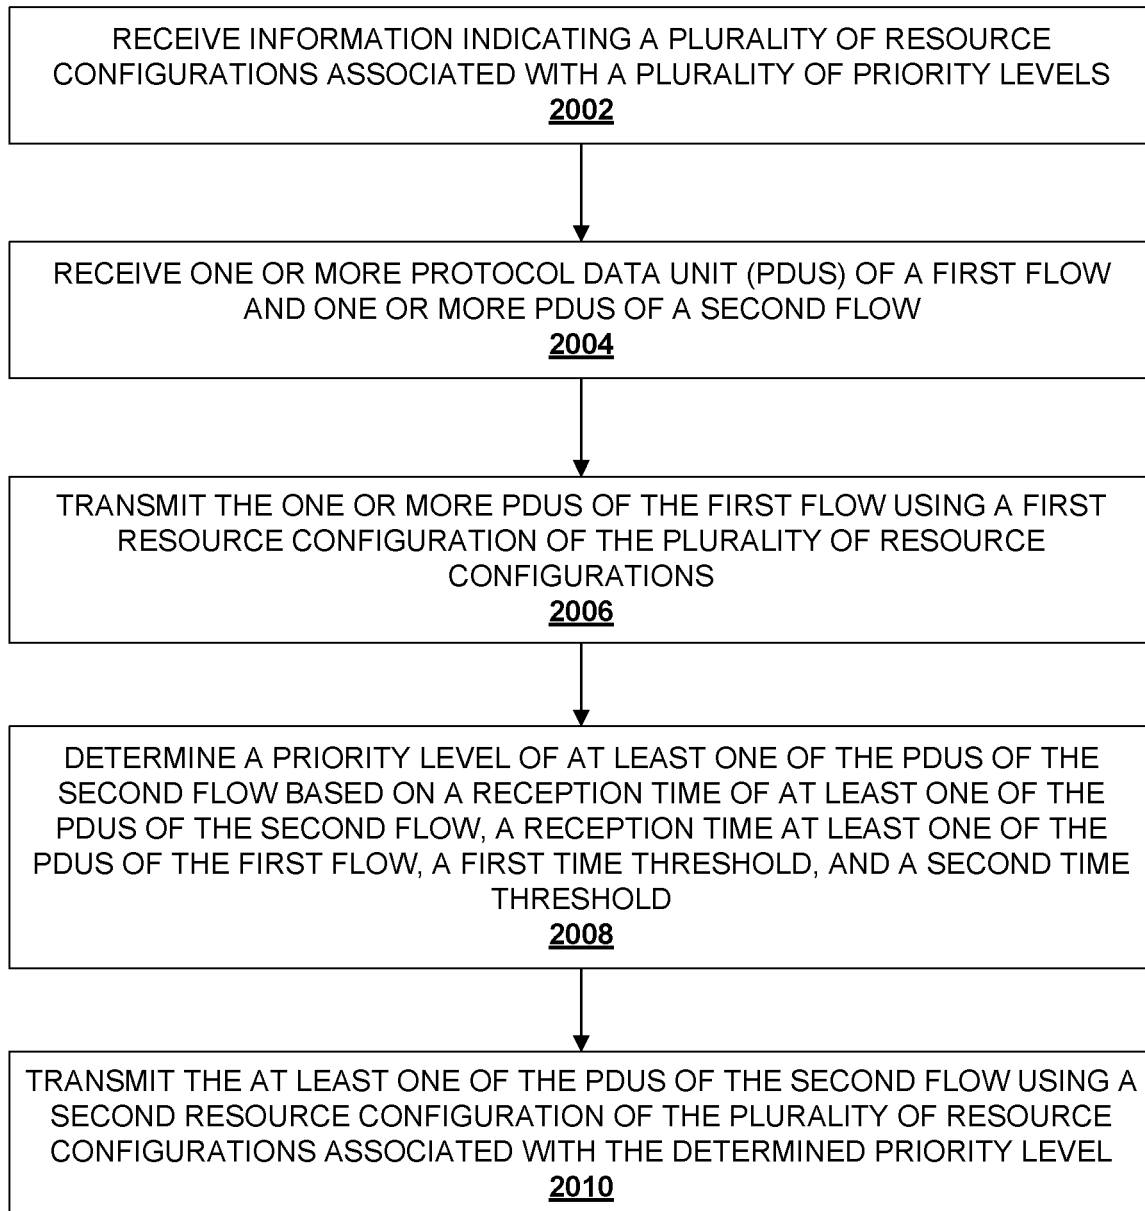 RECEIVE INFORMATION INDICATING A PLURALITY OF RESOURCE
CONFIGURATIONS ASSOCIATED WITH A PLURALITY OF PRIORITY LEVELS
2002
RECEIVE ONE OR MORE PROTOCOL DATA UNIT (PDUS) OF A FIRST FLOW
AND ONE OR MORE PDUS OF A SECOND FLOW
2004
TRANSMIT THE ONE OR MORE PDUS OF THE FIRST FLOW USING A FIRST
RESOURCE CONFIGURATION OF THE PLURALITY OF RESOURCE
CONFIGURATIONS
2006
DETERMINE A PRIORITY LEVEL OF AT LEAST ONE OF THE PDUS OF THE
SECOND FLOW BASED ON A RECEPTION TIME OF AT LEAST ONE OF THE
PDUS OF THE SECOND FLOW, A RECEPTION TIME AT LEAST ONE OF THE
PDUS OF THE FIRST FLOW, A FIRST TIME THRESHOLD, AND A SECOND TIME
THRESHOLD
2008
TRANSMIT THE AT LEAST ONE OF THE PDUS OF THE SECOND FLOW USING A
SECOND RESOURCE CONFIGURATION OF THE PLURALITY OF RESOURCE
CONFIGURATIONS ASSOCIATED WITH THE DETERMINED PRIORITY LEVEL
2010